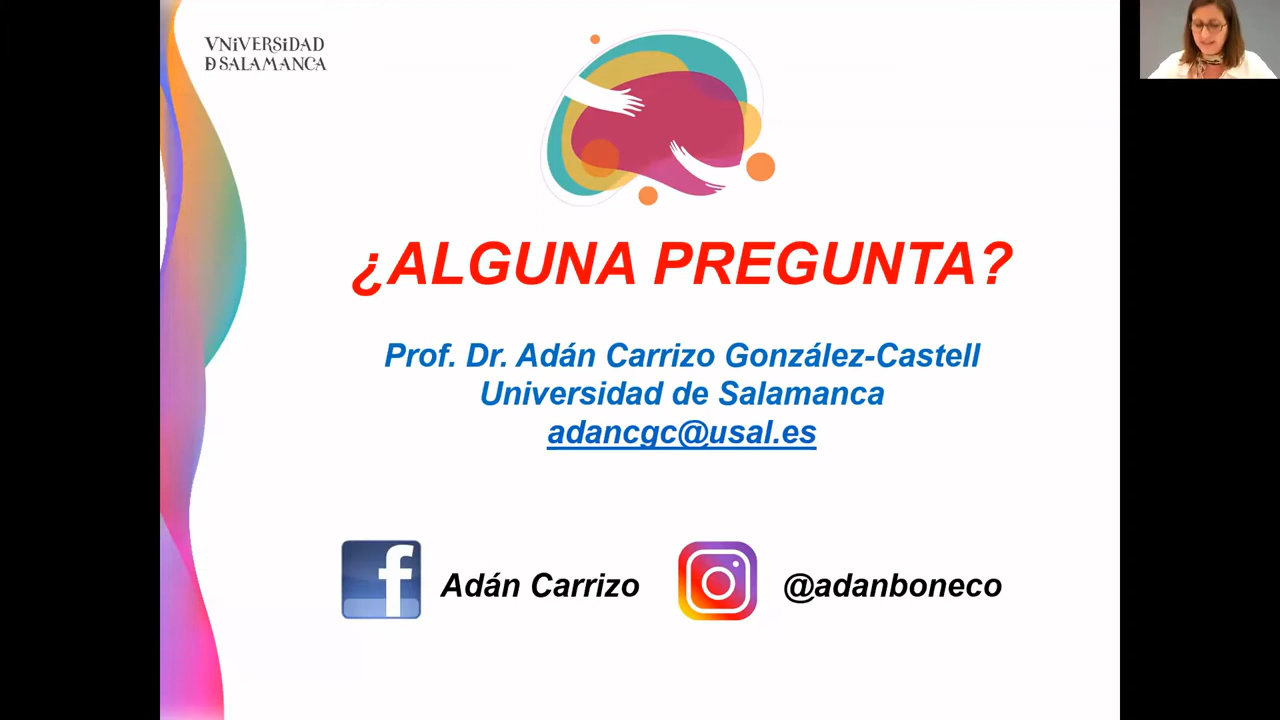 VNiVERSiDAD
Ð SALAMANCA
¿ALGUNA PREGUNTA?
Prof. Dr. Adán Carrizo González-Castell
Universidad de Salamanca
adancgc@usal.es
f Adán Carrizo @adanboneco